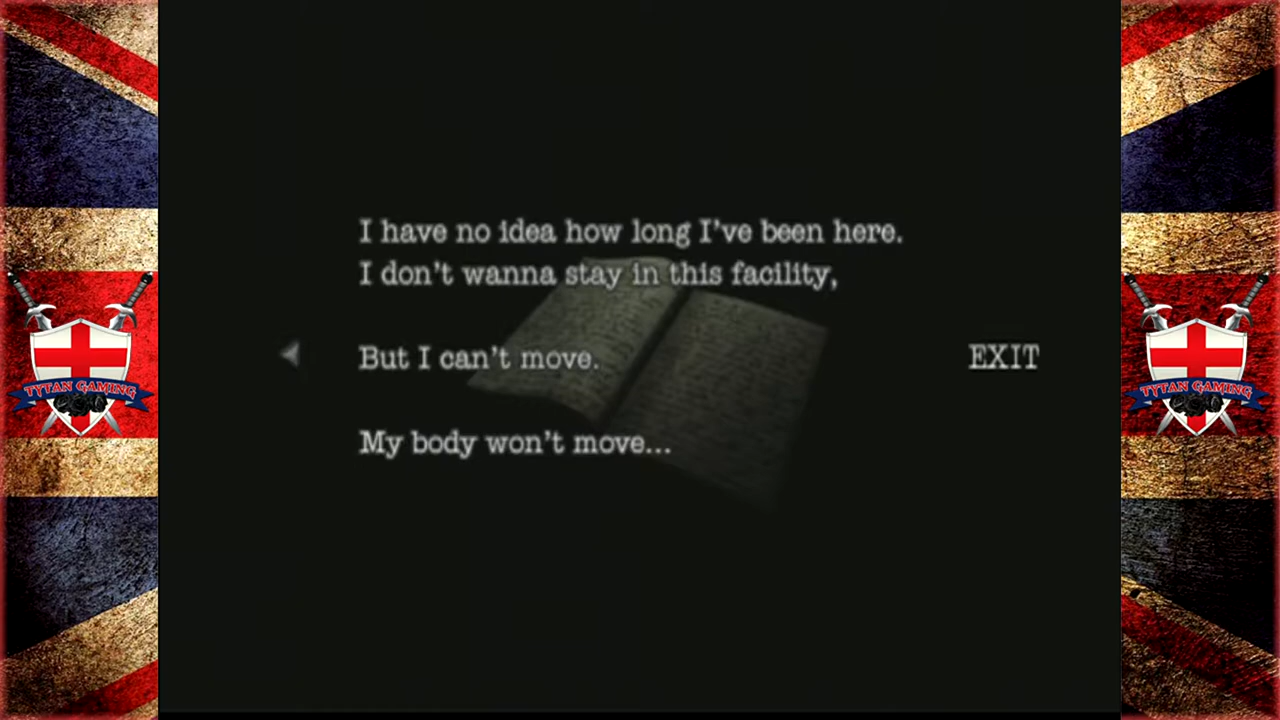 I have no idea how long I've been here.
I don't wanna stay in this facility,
But I can't move.
EXIT
My body won't move...
TYTAN GAMING
TYTAN GAMING